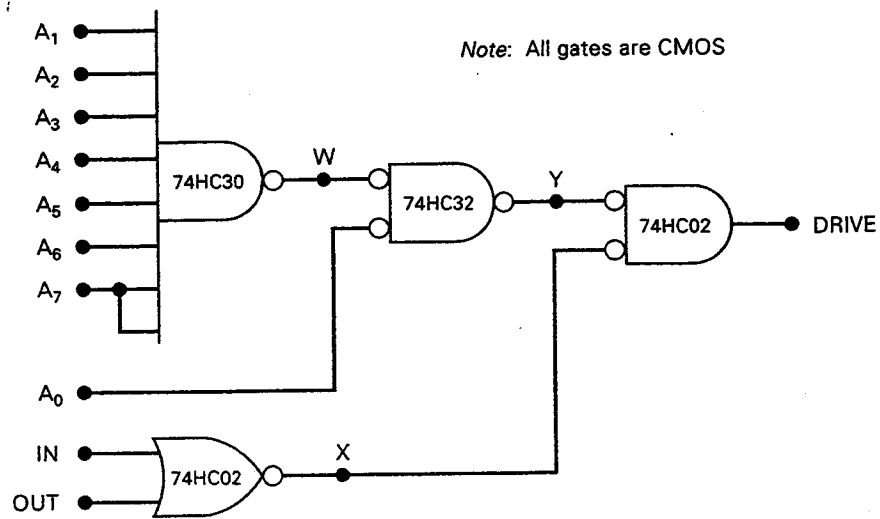 A₁
Note: All gates are CMOS
A₂
A₃
A₄
W
Y
74HC30
74HC32
A₅
74HC02
DRIVE
A₆
A₇
A₀
IN
X
74HC02
OUT